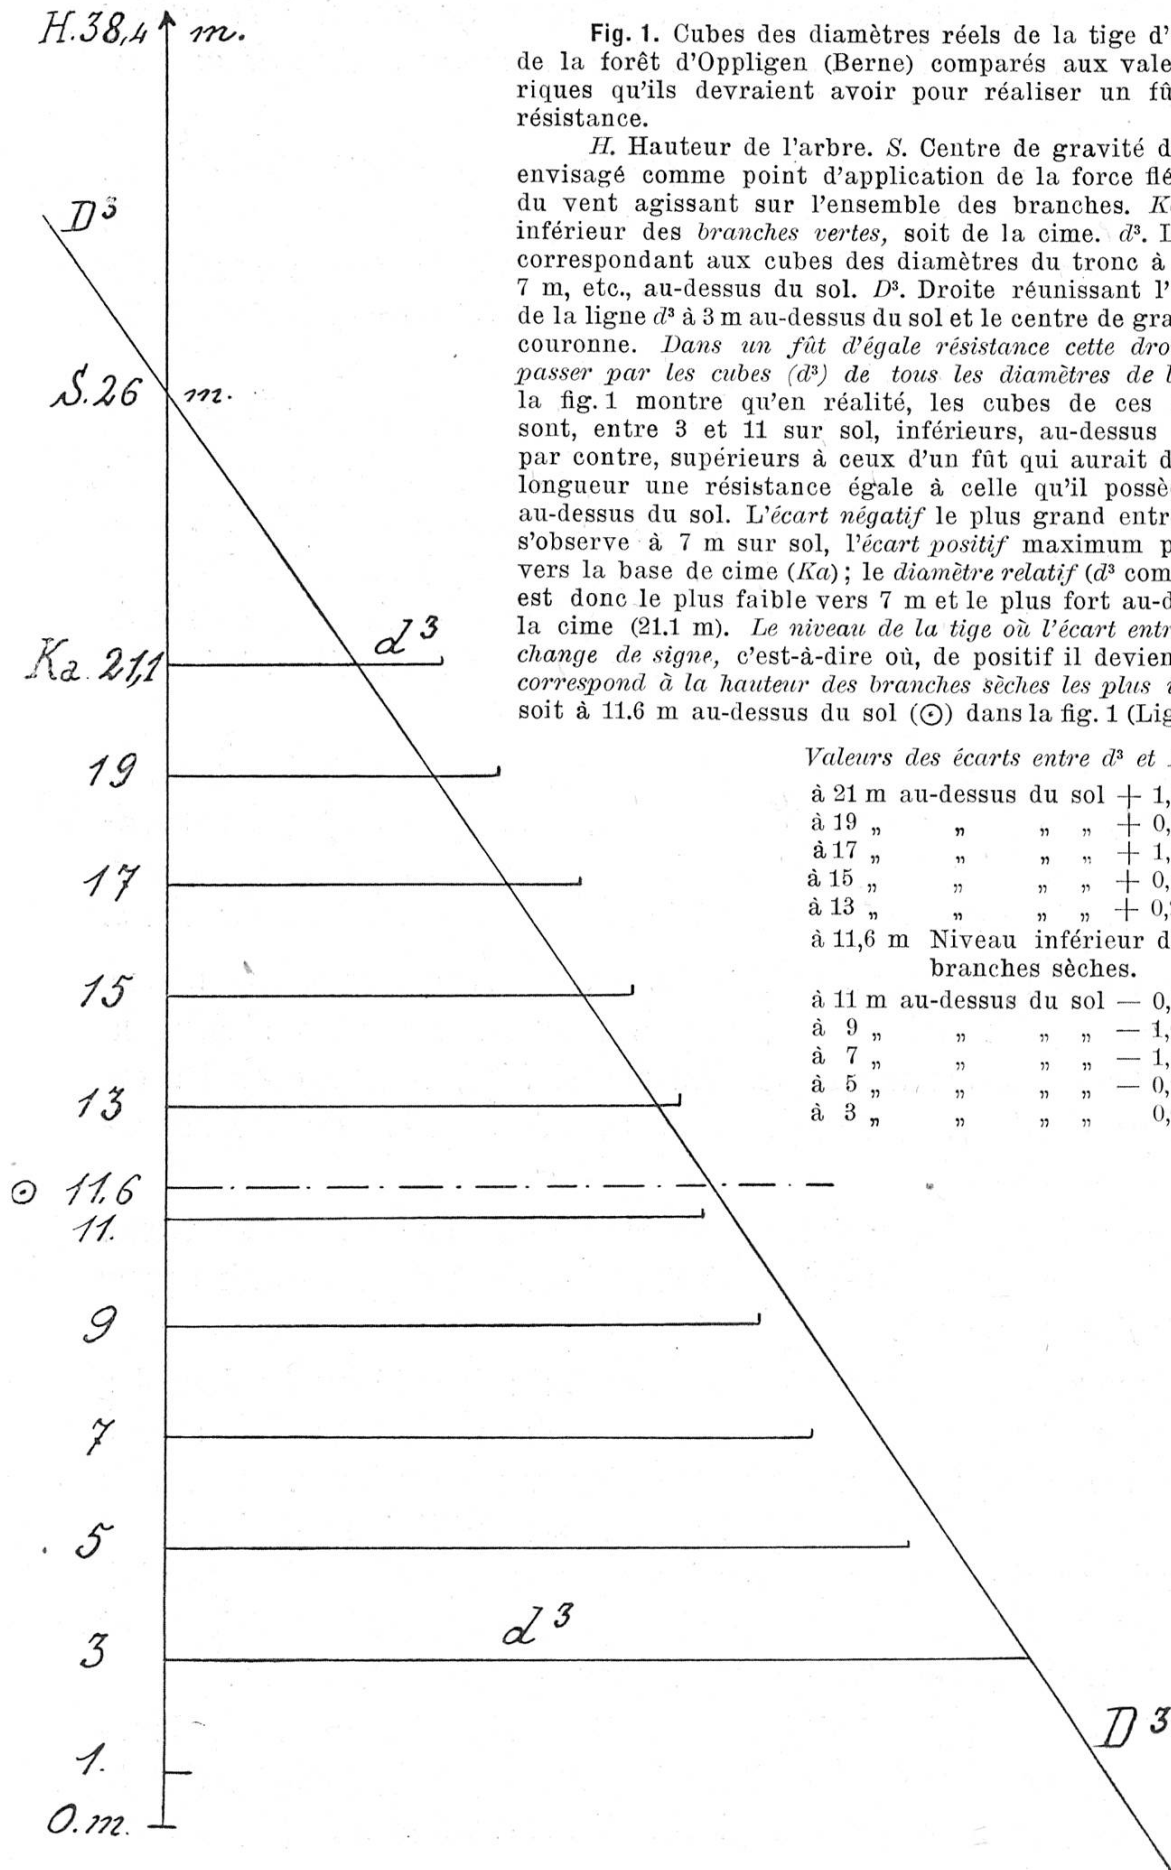 H. 38,4 m.
Fig. 1. Cubes des diamètres réels de la tige d'
de la forêt d'Oppligen (Berne) comparés aux vale
riques qu'ils devraient avoir pour réaliser un fû
résistance.
H. Hauteur de l'arbre. S. Centre de gravité d
envisagé comme point d'application de la force flé
du vent agissant sur l'ensemble des branches. K
inférieur des branches vertes, soit de la cime. d³. L
correspondant aux cubes des diamètres du tronc à
7 m, etc., au-dessus du sol. D³. Droite réunissant l'
de la ligne d³ à 3 m au-dessus du sol et le centre de gra
couronne. Dans un fût d'égale résistance cette dro
passer par les cubes (d³) de tous les diamètres de l
la fig. 1 montre qu'en réalité, les cubes de ces
sont, entre 3 et 11 sur sol, inférieurs, au-dessus
par contre, supérieurs à ceux d'un fût qui aurait d
longueur une résistance égale à celle qu'il possè
au-dessus du sol. L'écart négatif le plus grand entr
s'observe à 7 m sur sol, l'écart positif maximum p
vers la base de cime (Ka); le diamètre relatif (d³ com
est donc le plus faible vers 7 m et le plus fort au-d
la cime (21.1 m). Le niveau de la tige où l'écart entr
change de signe, c'est-à-dire où, de positif il devien
correspond à la hauteur des branches sèches les plus
soit à 11.6 m au-dessus du sol (⊙) dans la fig. 1 (Lig
Valeurs des écarts entre d³ et
à 21 m au-dessus du sol + 1,
à 19 „ „ „ „ + 0,
à 17 „ „ „ „ + 1,
à 15 „ „ „ „ + 0,
à 13 „ „ „ „ + 0,
à 11,6 m Niveau inférieur d
branches sèches.
à 11 m au-dessus du sol — 0,
à 9 „ „ „ „ — 1,
à 7 „ „ „ „ — 1,
à 5 „ „ „ „ — 0,
à 3 „ „ „ „ 0,
D³
S. 26 m.
d³
Ka. 21,1
19
17
15
13
⊙ 11.6
11.
9
7
5
d³
3
D³
1.
0. m.